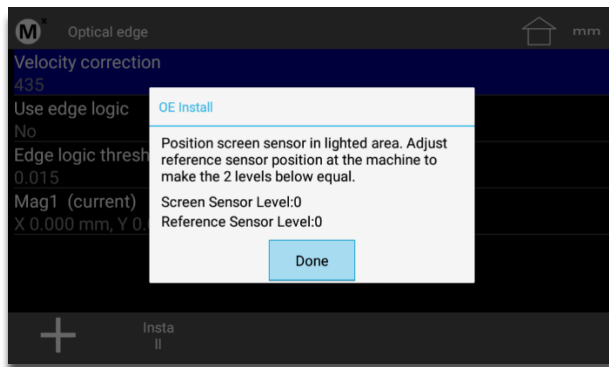 Mx Optical edge mm
Velocity correction
435
Use edge logic
No
Edge logic thresh
0.015
Mag1 (current)
X 0.000 mm, Y 0.
OE Install
Position screen sensor in lighted area. Adjust
reference sensor position at the machine to
make the 2 levels below equal.
Screen Sensor Level:0
Reference Sensor Level:0
Done
Insta
ll